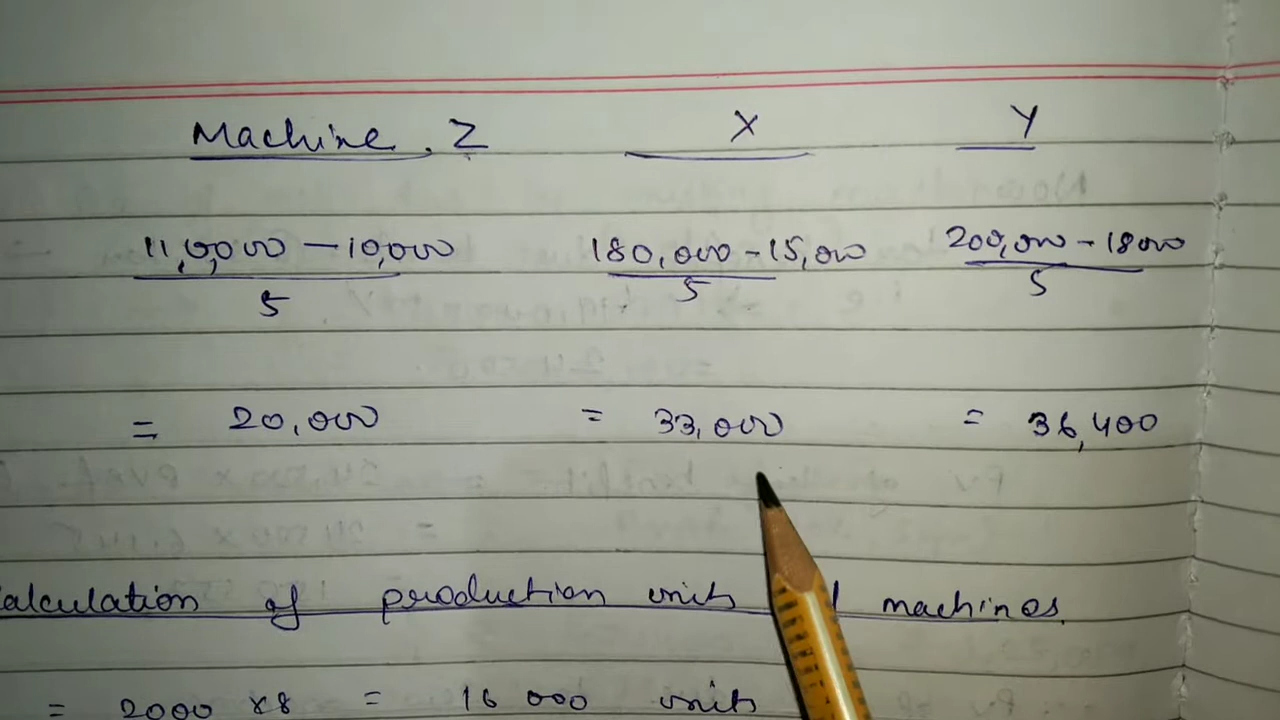 Machine. Z X Y
11,0,000 - 10,000 180,000 - 15,000 200,000 - 18000
5 5 5
= 20,000 = 33,000 = 36,400
alculation of production units machines.
= 2000 x8 = 16 000 units